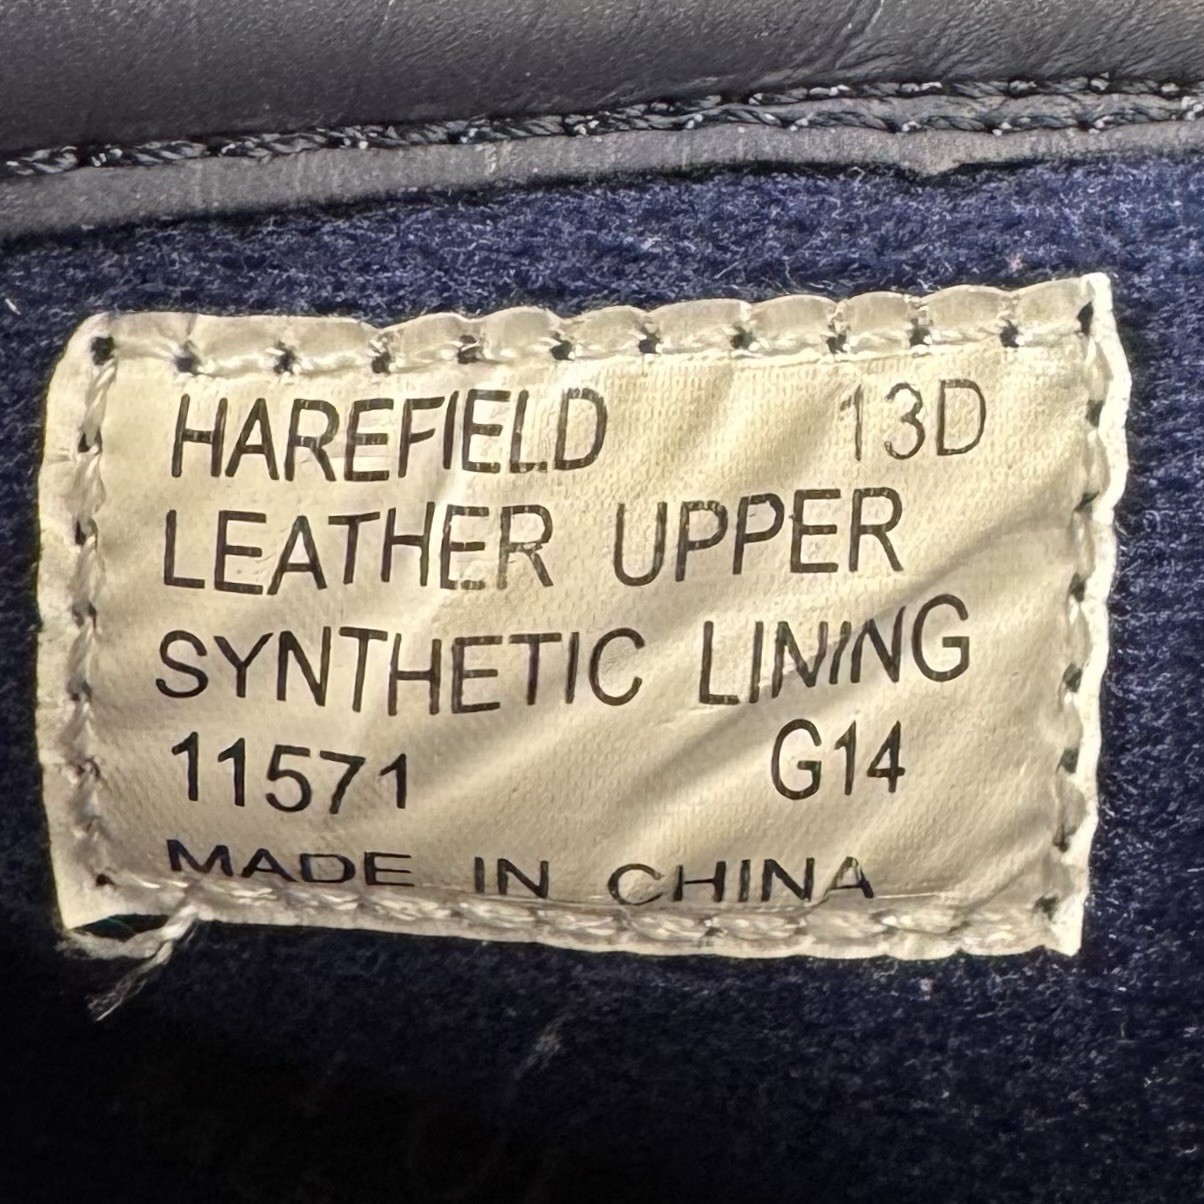 HAREFIELD 13D
LEATHER UPPER
SYNTHETIC LINING
11571 G14
MADE IN CHINA